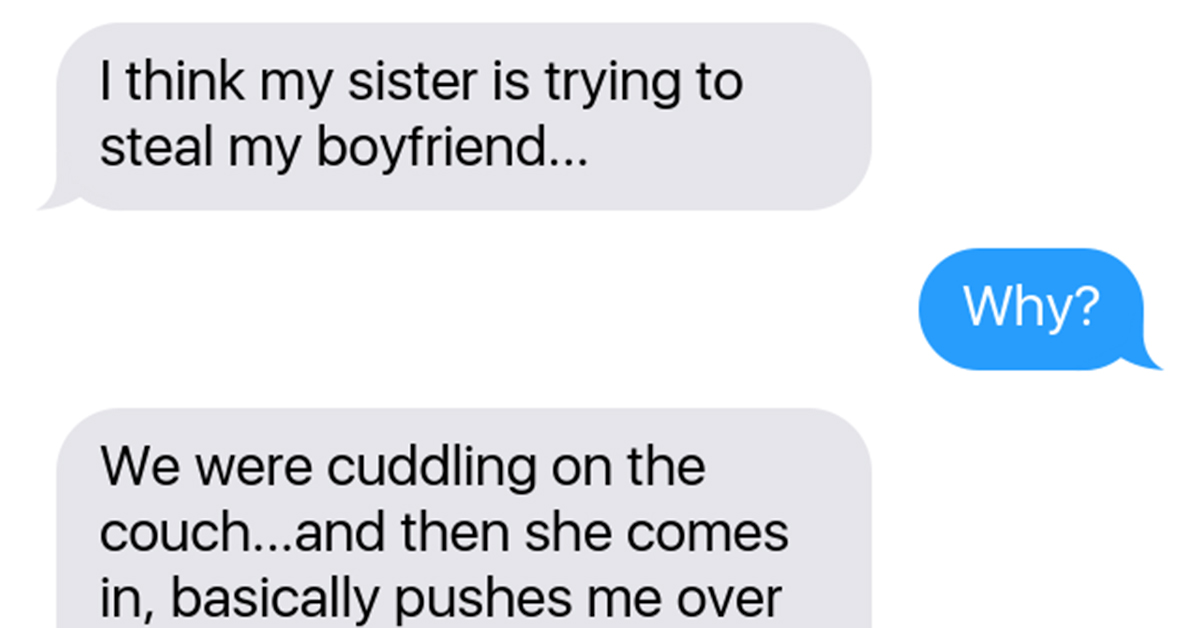 I think my sister is trying to
steal my boyfriend...
Why?
We were cuddling on the
couch...and then she comes
in, basically pushes me over